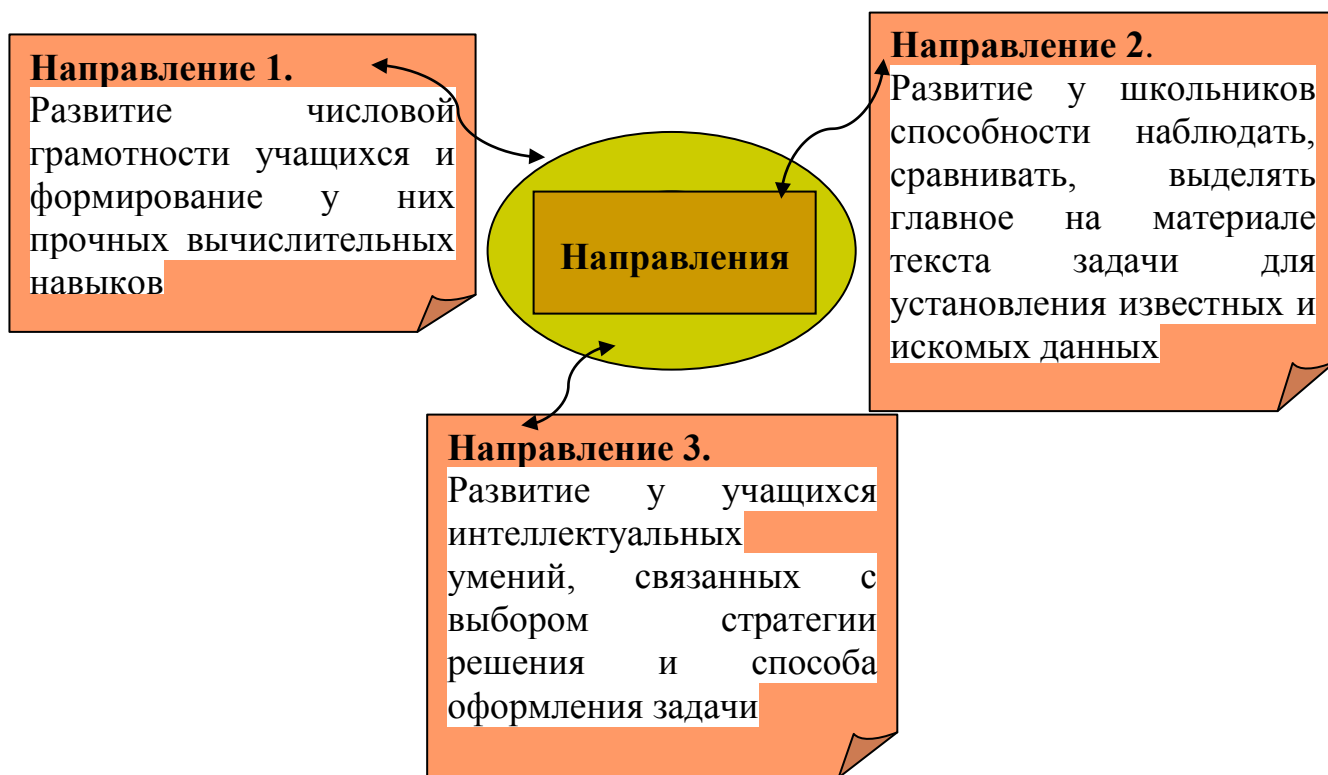 Направление 1.
Развитие числовой
грамотности учащихся и
формирование у них
прочных вычислительных
навыков
Направление 2.
Развитие у школьников
способности наблюдать,
сравнивать, выделять
главное на материале
текста задачи для
установления известных и
искомых данных
Направления
Направление 3.
Развитие у учащихся
интеллектуальных
умений, связанных с
выбором стратегии
решения и способа
оформления задачи